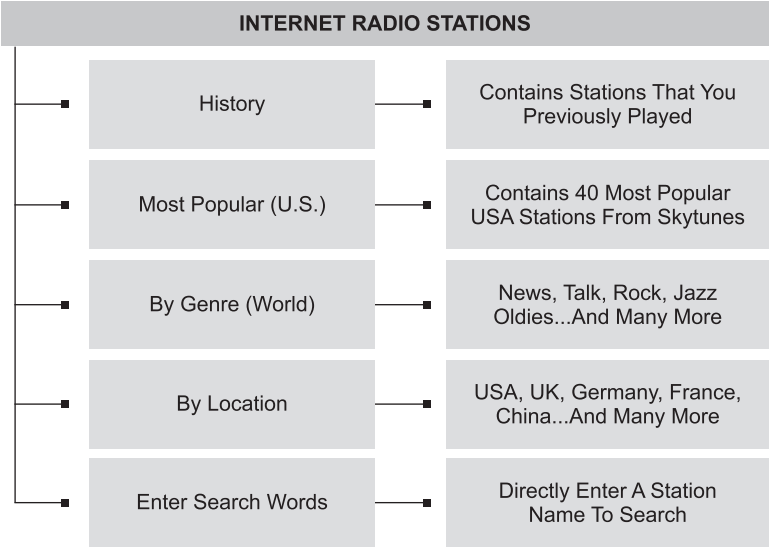 INTERNET RADIO STATIONS
History
Contains Stations That You
Previously Played
Most Popular (U.S.)
Contains 40 Most Popular
USA Stations From Skytunes
By Genre (World)
News, Talk, Rock, Jazz
Oldies...And Many More
By Location
USA, UK, Germany, France,
China...And Many More
Enter Search Words
Directly Enter A Station
Name To Search